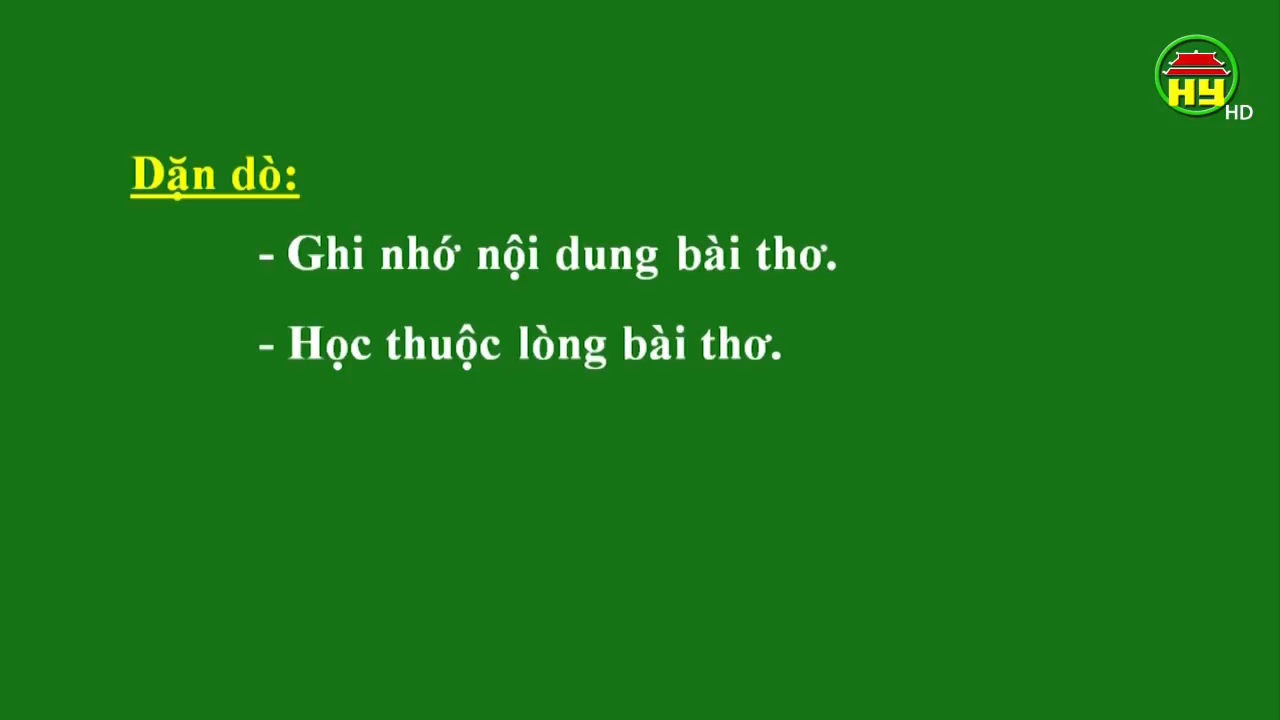 HY
HD
Dặn dò:
- Ghi nhớ nội dung bài thơ.
- Học thuộc lòng bài thơ.